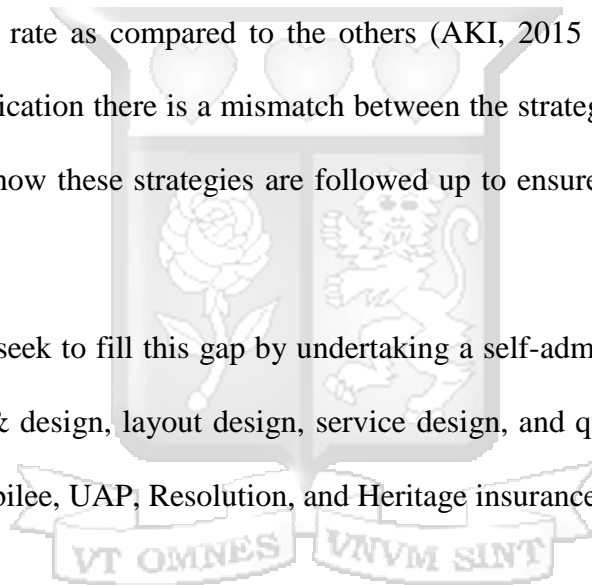 rate as compared to the others (AKI, 2015
ication there is a mismatch between the strateg
now these strategies are followed up to ensure
seek to fill this gap by undertaking a self-adm
& design, layout design, service design, and q
bilee, UAP, Resolution, and Heritage insurance
VT OMNES VNVM SINT